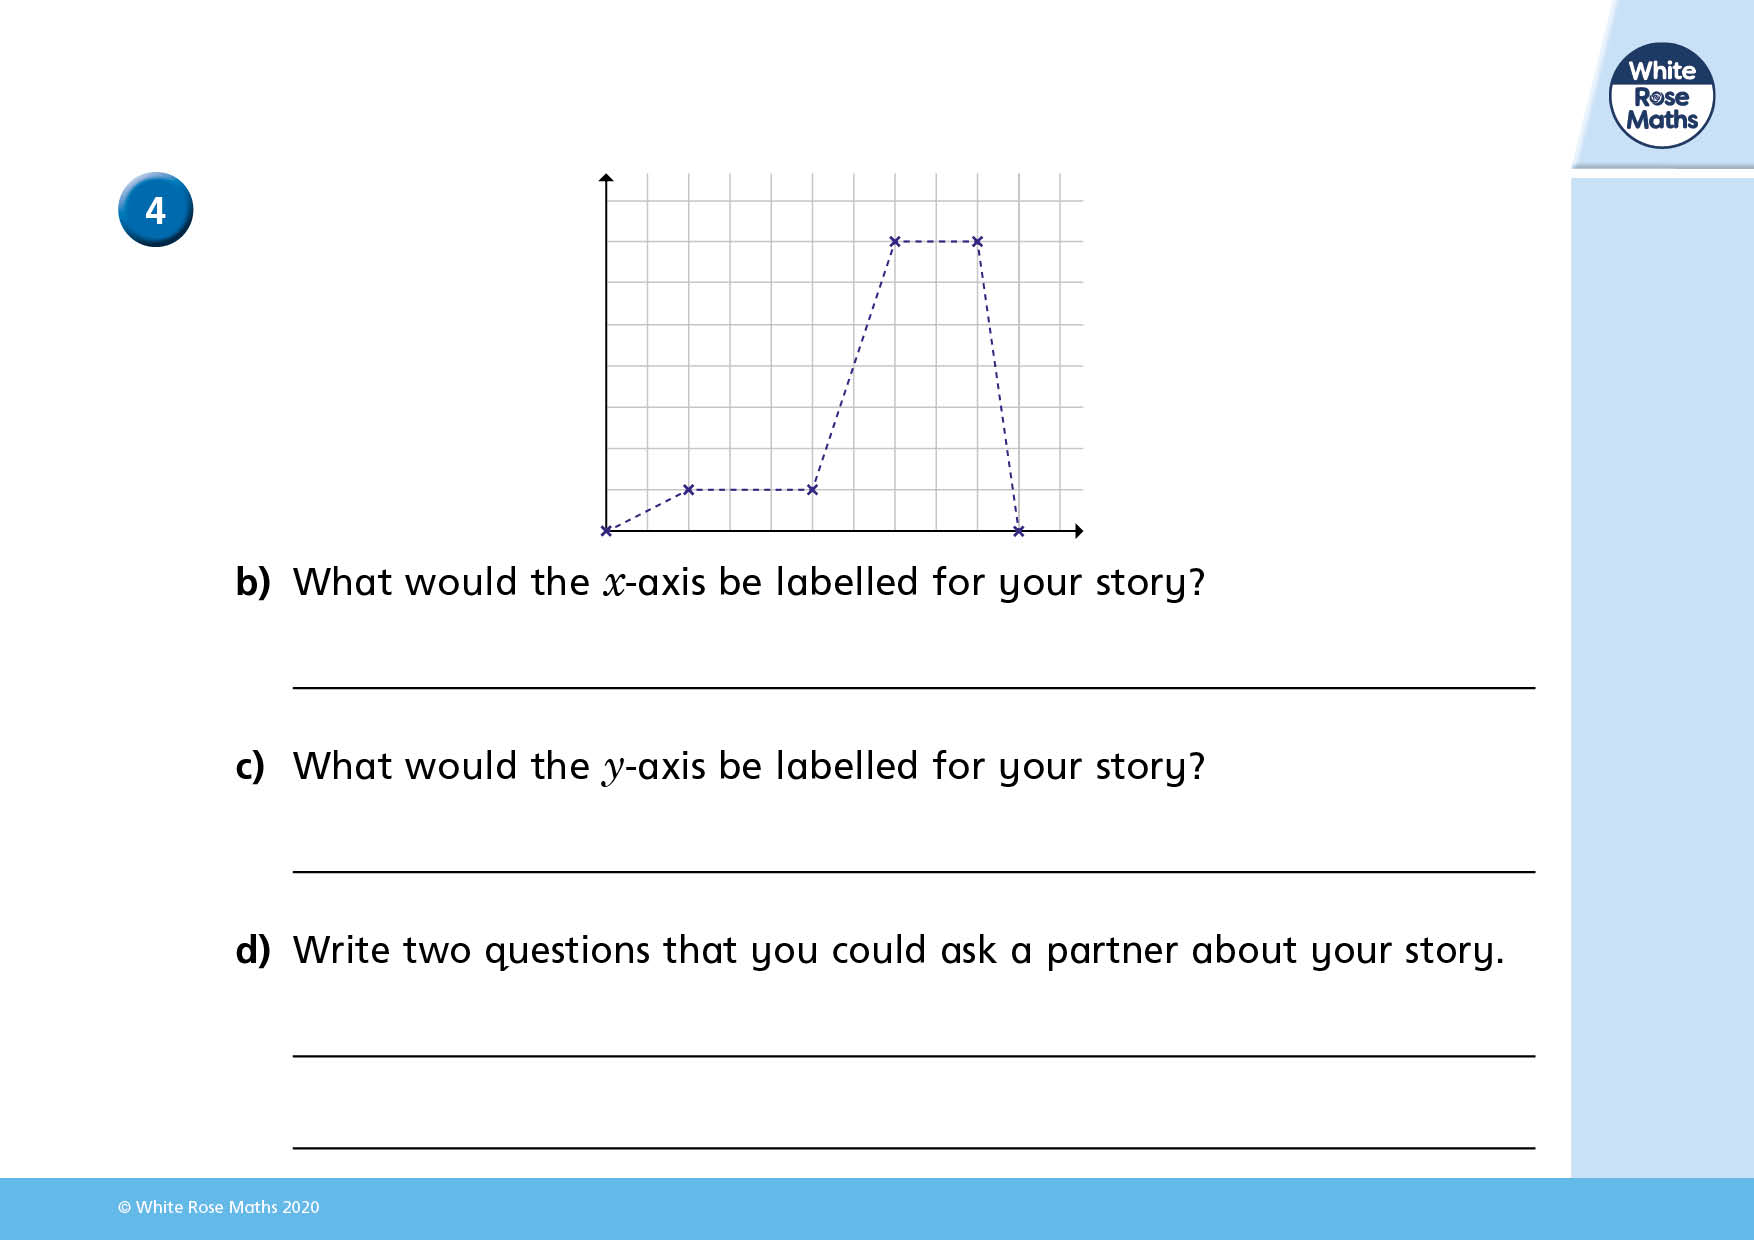 White
Rose
Maths
4
b) What would the x-axis be labelled for your story?
c) What would the y-axis be labelled for your story?
d) Write two questions that you could ask a partner about your story.
© White Rose Maths 2020